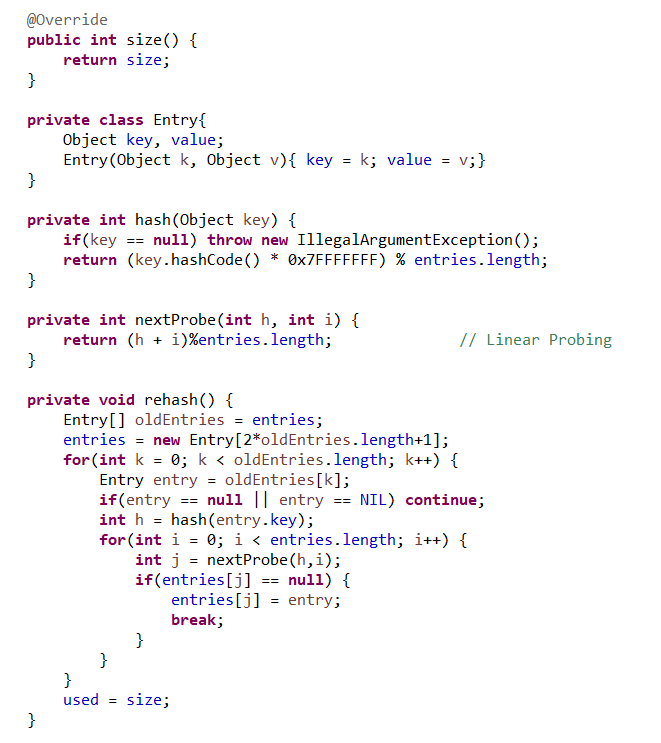 @Override
public int size() {
    return size;
}

private class Entry{
    Object key, value;
    Entry(Object k, Object v){ key = k; value = v;}
}

private int hash(Object key) {
    if(key == null) throw new IllegalArgumentException();
    return (key.hashCode() * 0x7FFFFFFF) % entries.length;
}

private int nextProbe(int h, int i) {
    return (h + i)%entries.length;              // Linear Probing
}

private void rehash() {
    Entry[] oldEntries = entries;
    entries = new Entry[2*oldEntries.length+1];
    for(int k = 0; k < oldEntries.length; k++) {
        Entry entry = oldEntries[k];
        if(entry == null || entry == NIL) continue;
        int h = hash(entry.key);
        for(int i = 0; i < entries.length; i++) {
            int j = nextProbe(h,i);
            if(entries[j] == null) {
                entries[j] = entry;
                break;
            }
        }
    }
    used = size;
}